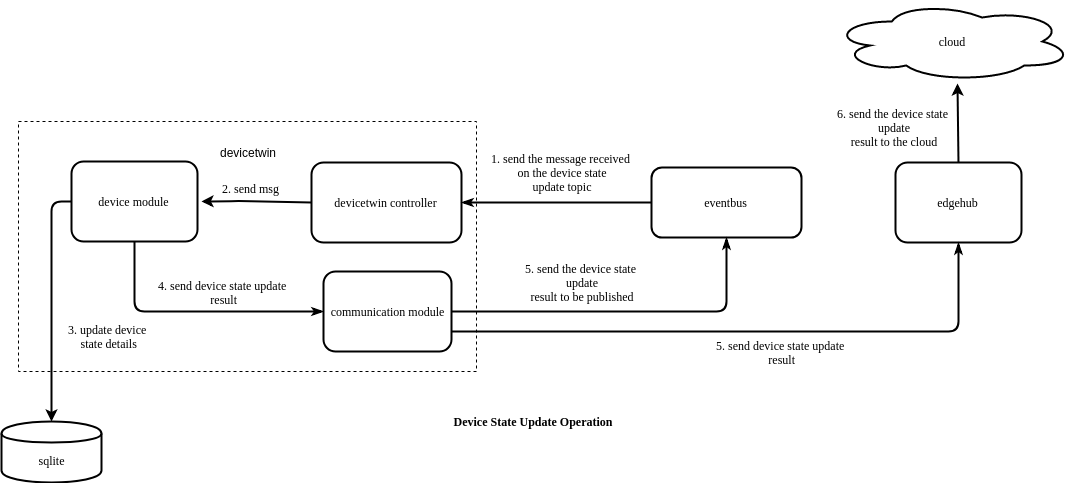 cloud
6. send the device state
update
result to the cloud
devicetwin
1. send the message received
on the device state
update topic
2. send msg
device module
devicetwin controller
eventbus
edgehub
5. send the device state
update
result to be published
4. send device state update
result
communication module
3. update device
state details
5. send device state update
result
Device State Update Operation
sqlite